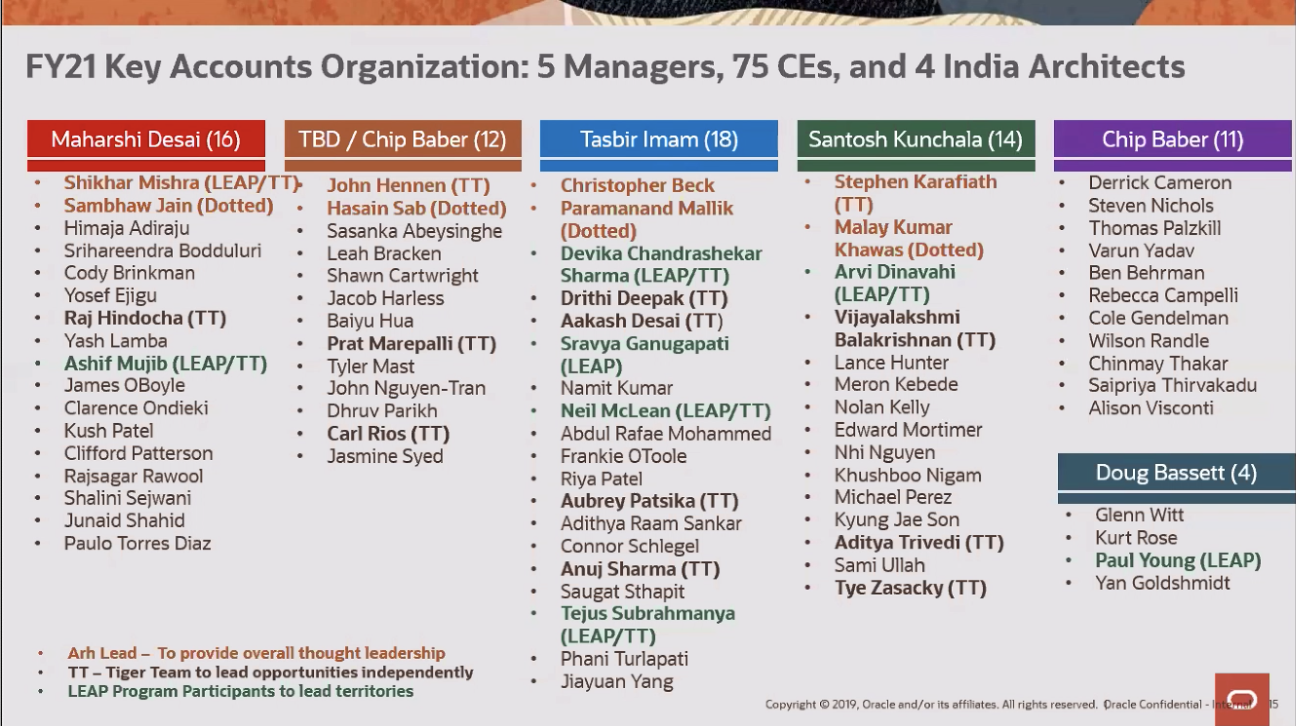 FY21 Key Accounts Organization: 5 Managers, 75 CEs, and 4 India Architects
Maharshi Desai (16)
• Shikhar Mishra (LEAP/TT)
• Sambhaw Jain (Dotted)
• Himaja Adiraju
• Srihareendra Bodduluri
• Cody Brinkman
• Yosef Ejigu
• Raj Hindocha (TT)
• Yash Lamba
• Ashif Mujib (LEAP/TT)
• James OBoyle
• Clarence Ondieki
• Kush Patel
• Clifford Patterson
• Rajsagar Rawool
• Shalini Sejwani
• Junaid Shahid
• Paulo Torres Diaz
TBD / Chip Baber (12)
• John Hennen (TT)
• Hasain Sab (Dotted)
• Sasanka Abeysinghe
• Leah Bracken
• Shawn Cartwright
• Jacob Harless
• Baiyu Hua
• Prat Marepalli (TT)
• Tyler Mast
• John Nguyen-Tran
• Dhruv Parikh
• Carl Rios (TT)
• Jasmine Syed
Tasbir Imam (18)
• Christopher Beck
• Paramanand Mallik
(Dotted)
• Devika Chandrashekar
Sharma (LEAP/TT)
• Drithi Deepak (TT)
• Aakash Desai (TT)
• Sravya Ganugapati
(LEAP)
• Namit Kumar
• Neil McLean (LEAP/TT)
• Abdul Rafae Mohammed
• Frankie OToole
• Riya Patel
• Aubrey Patsika (TT)
• Adithya Raam Sankar
• Connor Schlegel
• Anuj Sharma (TT)
• Saugat Sthapit
• Tejus Subrahmanya
(LEAP/TT)
• Phani Turlapati
• Jiayuan Yang
Santosh Kunchala (14)
• Stephen Karafiath
(TT)
• Malay Kumar
Khawas (Dotted)
• Arvi Dinavahi
(LEAP/TT)
• Vijayalakshmi
Balakrishnan (TT)
• Lance Hunter
• Meron Kebede
• Nolan Kelly
• Edward Mortimer
• Nhi Nguyen
• Khushboo Nigam
• Michael Perez
• Kyung Jae Son
• Aditya Trivedi (TT)
• Sami Ullah
• Tye Zasacky (TT)
Chip Baber (11)
• Derrick Cameron
• Steven Nichols
• Thomas Palzkill
• Varun Yadav
• Ben Behrman
• Rebecca Campelli
• Cole Gendelman
• Wilson Randle
• Chinmay Thakar
• Saipriya Thirvakadu
• Alison Visconti
Doug Bassett (4)
• Glenn Witt
• Kurt Rose
• Paul Young (LEAP)
• Yan Goldshmidt
• Arh Lead – To provide overall thought leadership
• TT – Tiger Team to lead opportunities independently
• LEAP Program Participants to lead territories
Copyright © 2019, Oracle and/or its affiliates. All rights reserved. Oracle Confidential - Internal 15